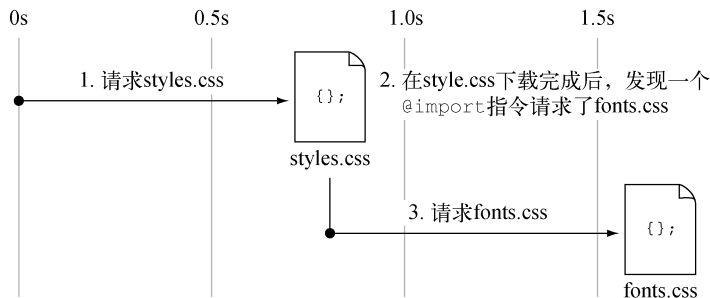 0s 0.5s 1.0s 1.5s
1. 请求styles.css
{};
2. 在style.css下载完成后，发现一个
@import指令请求了fonts.css
styles.css
3. 请求fonts.css
{};
fonts.css